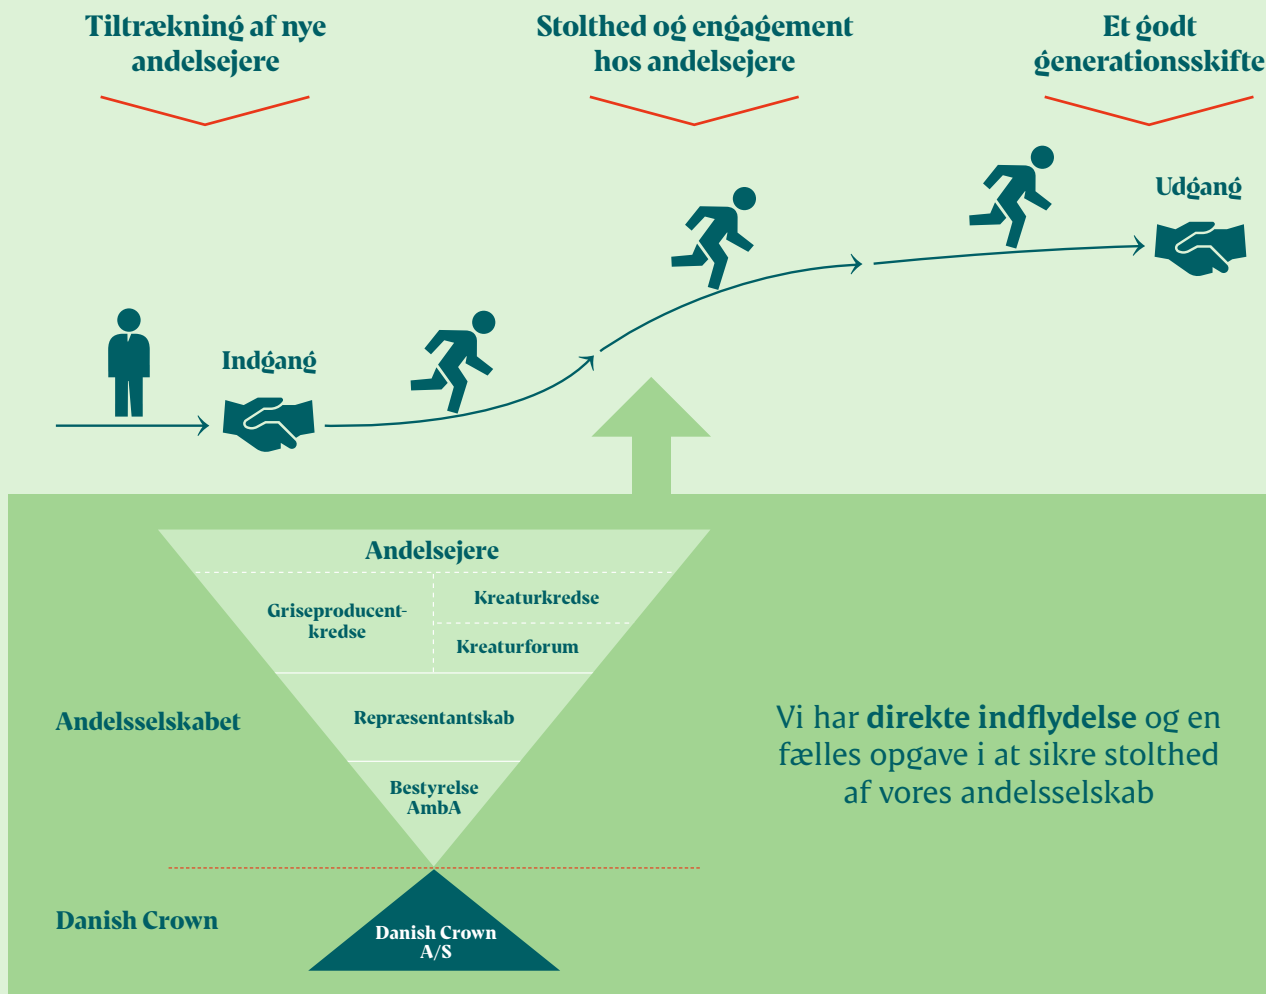 Tiltrækning af nye
andelsejere
Stolthed og engagement
hos andelsejere
Et godt
generationsskifte
Udgang
Indgang
Andelsejere
Griseproducent-
kredse
Kreaturkredse
Kreaturforum
Andelsselskabet
Repræsentantskab
Bestyrelse
AmbA
Vi har direkte indflydelse og en
fælles opgave i at sikre stolthed
af vores andelsselskab
Danish Crown
Danish Crown
A/S